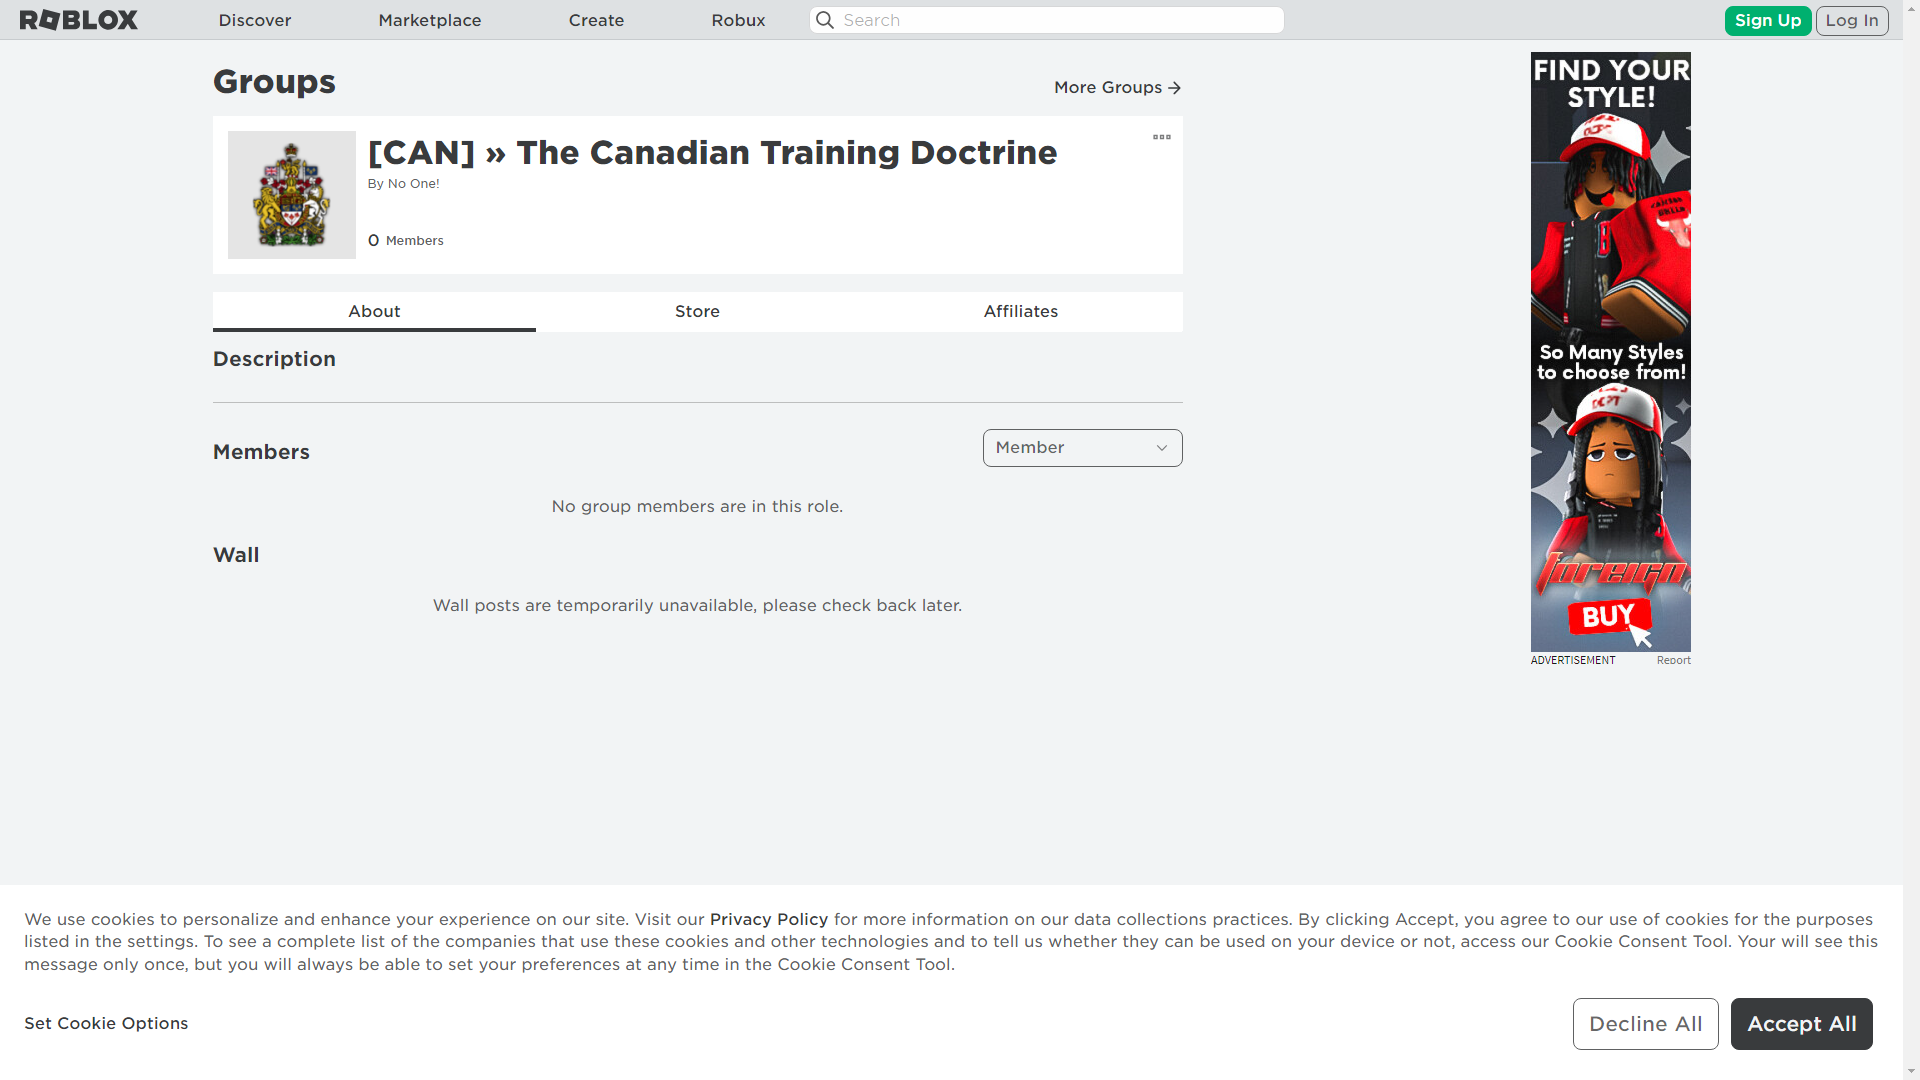 ROBLOX
Discover
Marketplace
Create
Robux
Search
Sign Up
Log In
Groups
More Groups
[CAN] » The Canadian Training Doctrine
By No One!
0 Members
About
Store
Affiliates
Description
Members
Member
No group members are in this role.
Wall
Wall posts are temporarily unavailable, please check back later.
FIND YOUR
STYLE!
So Many Styles
to choose from!
foreign
BUY
ADVERTISEMENT
Report
We use cookies to personalize and enhance your experience on our site. Visit our Privacy Policy for more information on our data collections practices. By clicking Accept, you agree to our use of cookies for the purposes
listed in the settings. To see a complete list of the companies that use these cookies and other technologies and to tell us whether they can be used on your device or not, access our Cookie Consent Tool. Your will see this
message only once, but you will always be able to set your preferences at any time in the Cookie Consent Tool.
Set Cookie Options
Decline All
Accept All